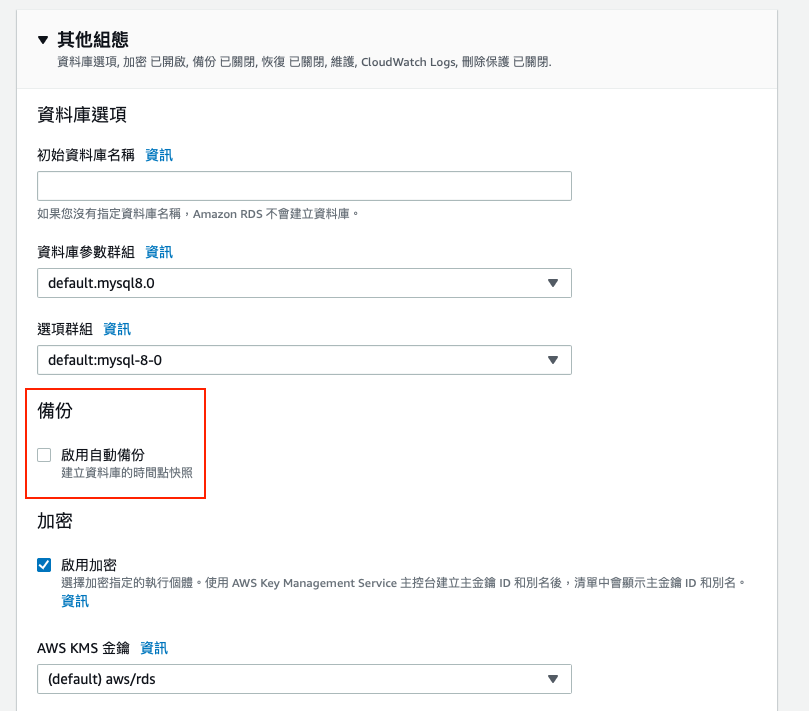 其他組態
資料庫選項, 加密 已開啟, 備份 已關閉, 恢復 已關閉, 維護, CloudWatch Logs, 刪除保護 已關閉.
資料庫選項
初始資料庫名稱 資訊
如果您沒有指定資料庫名稱，Amazon RDS 不會建立資料庫。
資料庫參數群組 資訊
default.mysql8.0
選項群組 資訊
default:mysql-8-0
備份
啟用自動備份
建立資料庫的時間點快照
加密
啟用加密
選擇加密指定的執行個體。使用 AWS Key Management Service 主控台建立主金鑰 ID 和別名後，清單中會顯示主金鑰 ID 和別名。
資訊
AWS KMS 金鑰 資訊
(default) aws/rds